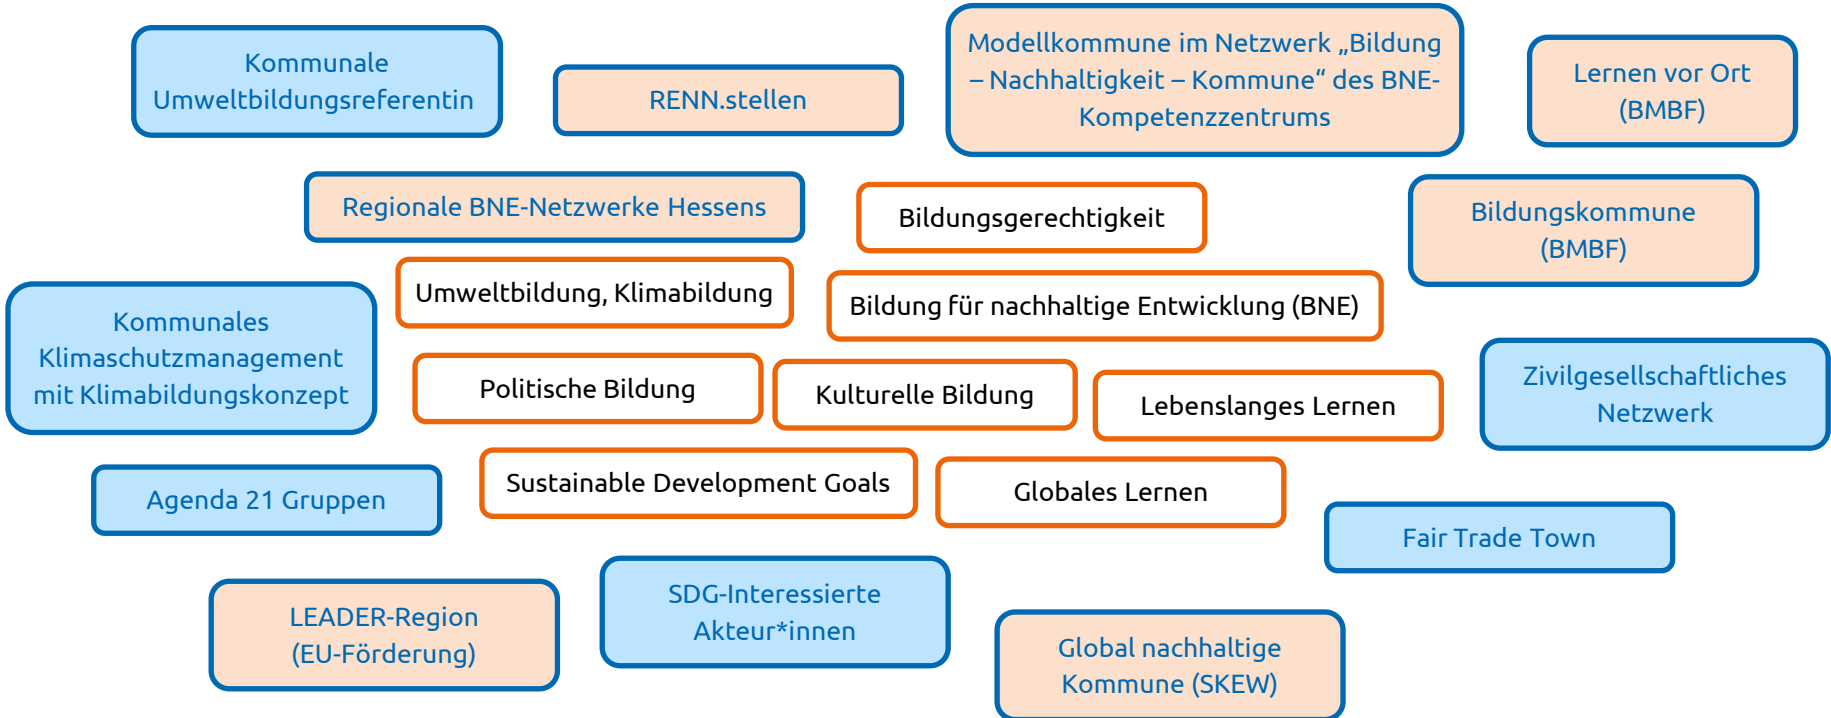 Kommunale
Umweltbildungsreferentin
RENN.stellen
Modellkommune im Netzwerk „Bildung
– Nachhaltigkeit – Kommune“ des BNE-
Kompetenzzentrums
Lernen vor Ort
(BMBF)
Regionale BNE-Netzwerke Hessens
Bildungsgerechtigkeit
Bildungskommune
(BMBF)
Umweltbildung, Klimabildung
Bildung für nachhaltige Entwicklung (BNE)
Kommunales
Klimaschutzmanagement
mit Klimabildungskonzept
Politische Bildung
Kulturelle Bildung
Lebenslanges Lernen
Zivilgesellschaftliches
Netzwerk
Agenda 21 Gruppen
Sustainable Development Goals
Globales Lernen
Fair Trade Town
LEADER-Region
(EU-Förderung)
SDG-Interessierte
Akteur*innen
Global nachhaltige
Kommune (SKEW)